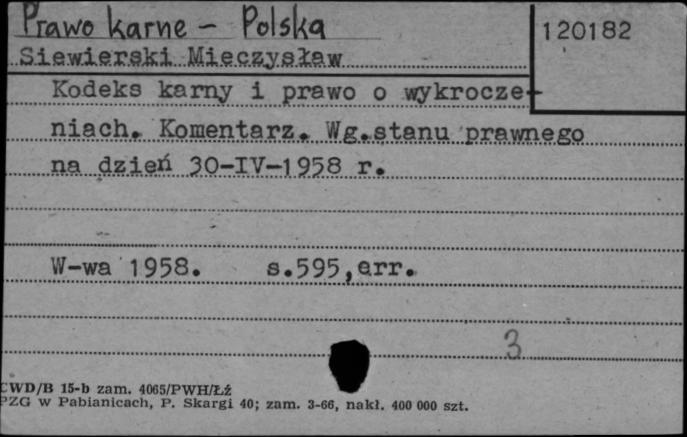 Prawo karne - Polska
120182
Siewierski Mieczysław
Kodeks karny i prawo o wykrocze-
niach. Komentarz. Wg.stanu prawnego
na dzień 30-IV-1958 r.
W-wa 1958. s.595,err.
3
CWD/B 15-b zam. 4065/PWH/Łź
PZG w Pabianicach, P. Skargi 40; zam. 3-66, nakł. 400 000 szt.